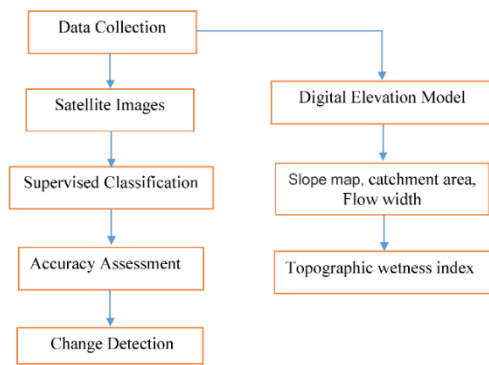 Data Collection
Satellite Images
Supervised Classification
Accuracy Assessment
Change Detection
Digital Elevation Model
Slope map, catchment area,
Flow width
Topographic wetness index